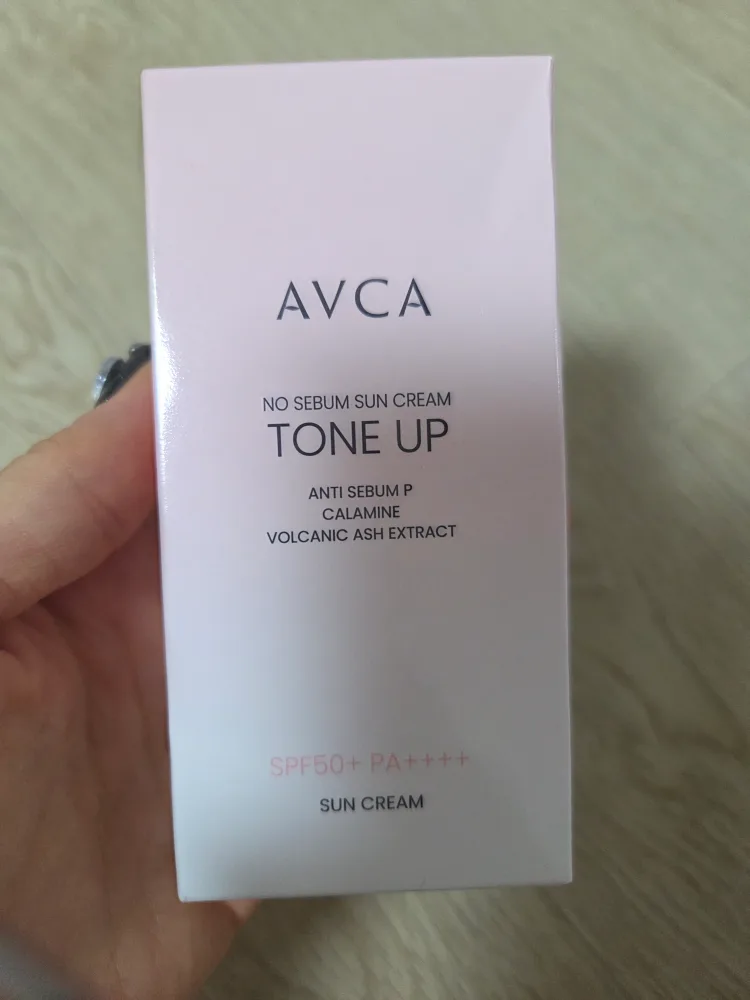 AVCA
NO SEBUM SUN CREAM
TONE UP
ANTI SEBUM P
CALAMINE
VOLCANIC ASH EXTRACT
SPF50+ PA++++
SUN CREAM